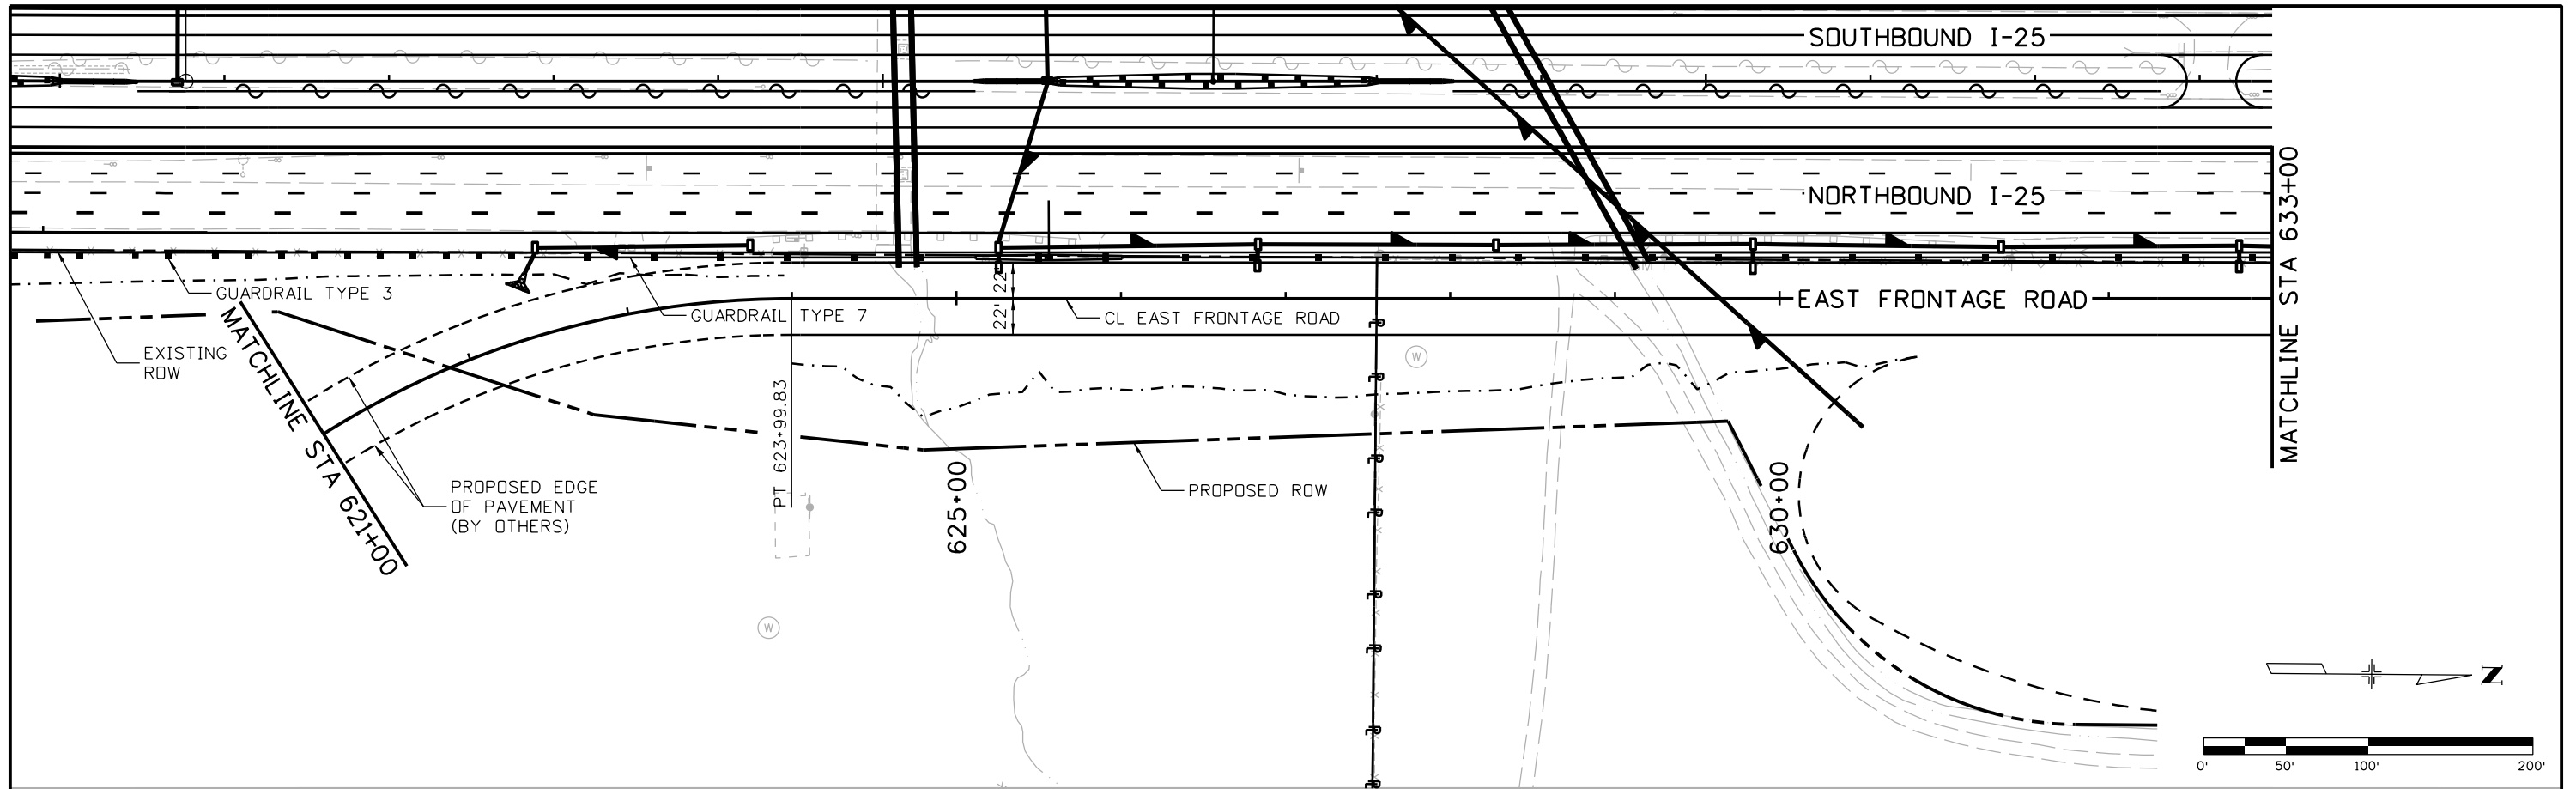 SOUTHBOUND I-25
NORTHBOUND I-25
MATCHLINE STA 633+00
GUARDRAIL TYPE 3
GUARDRAIL TYPE 7
22' 22'
CL EAST FRONTAGE ROAD
EAST FRONTAGE ROAD
EXISTING
ROW
MATCHLINE STA 621+00
PT 623+99.83
W
PROPOSED EDGE
OF PAVEMENT
(BY OTHERS)
625+00
PROPOSED ROW
630+00
W
N
0' 50' 100' 200'